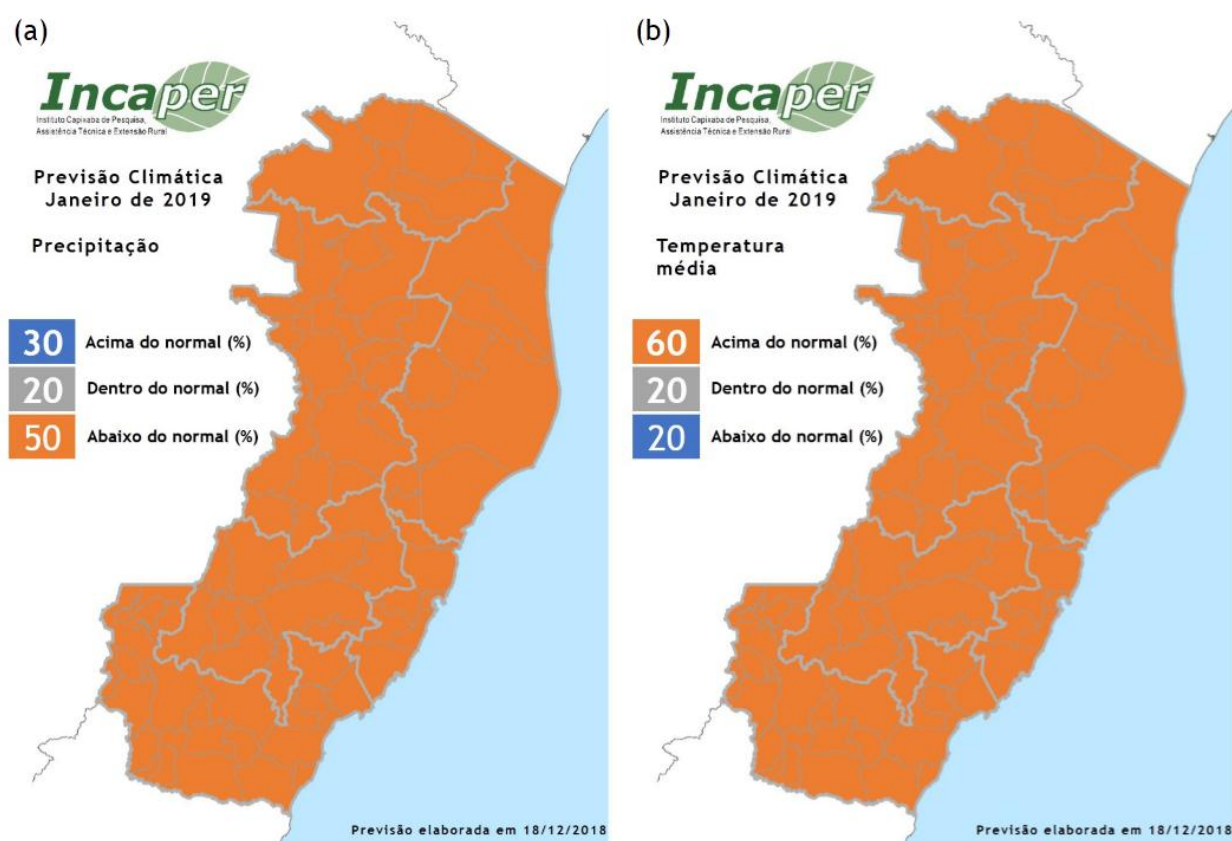 (a)
Incaper
Instituto Capixaba de Pesquisa,
Assistência Técnica e Extensão Rural
Previsão Climática
Janeiro de 2019
Precipitação
30 Acima do normal (%)
20 Dentro do normal (%)
50 Abaixo do normal (%)
Previsão elaborada em 18/12/2018
(b)
Incaper
Instituto Capixaba de Pesquisa,
Assistência Técnica e Extensão Rural
Previsão Climática
Janeiro de 2019
Temperatura
média
60 Acima do normal (%)
20 Dentro do normal (%)
20 Abaixo do normal (%)
Previsão elaborada em 18/12/2018